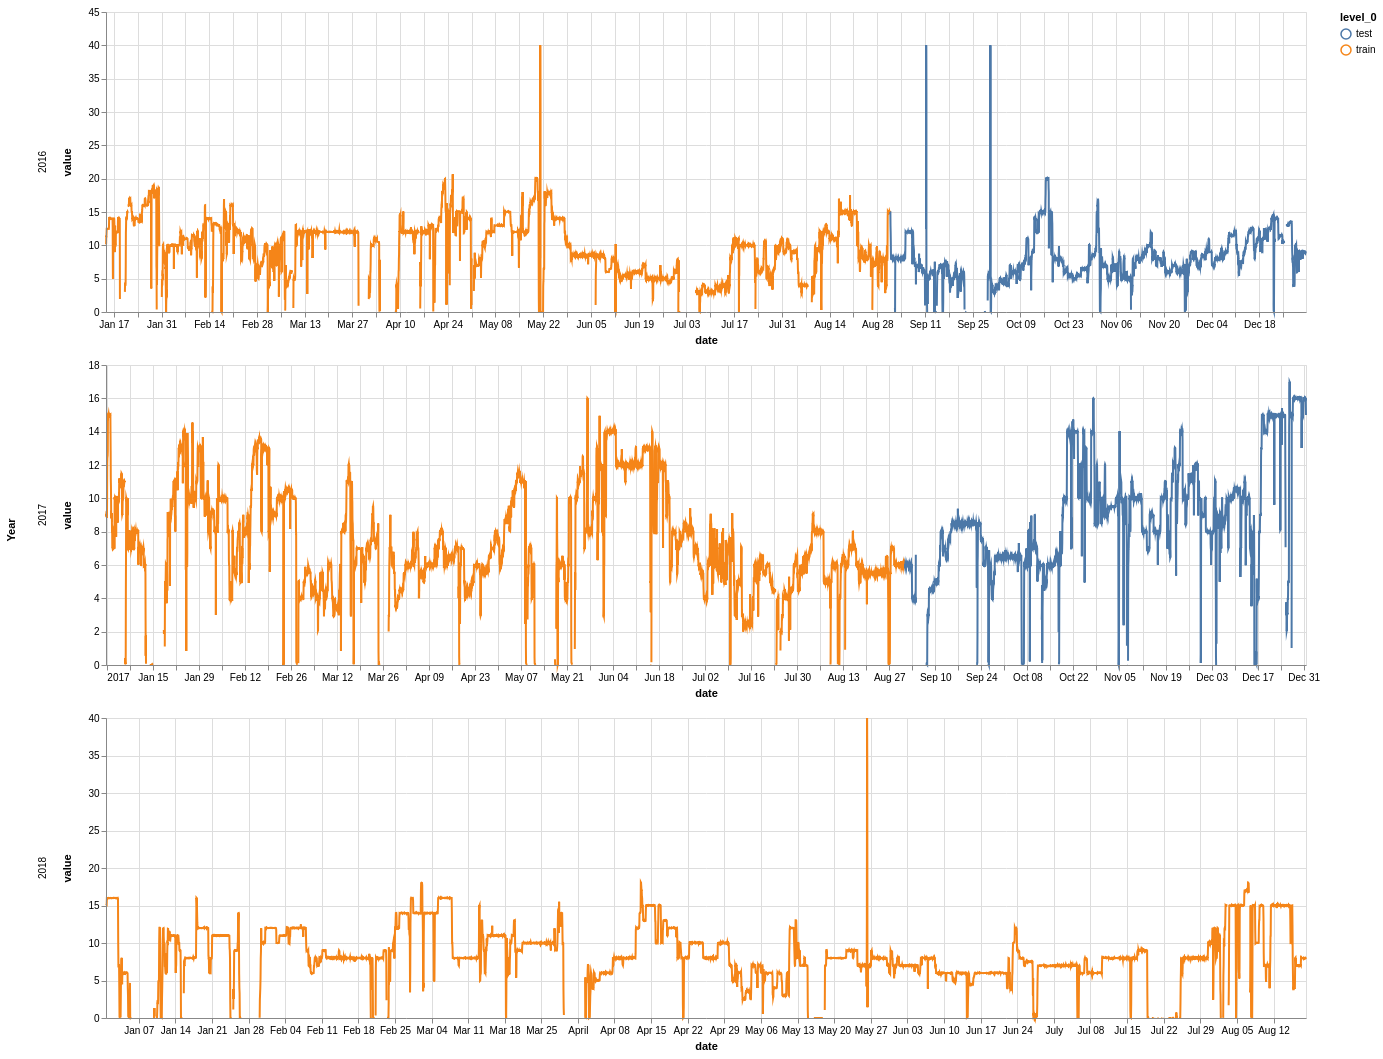 level_0
test
train
45
40
35
30
25
20
15
10
5
0
value
2016
Jan 17 Jan 31 Feb 14 Feb 28 Mar 13 Mar 27 Apr 10 Apr 24 May 08 May 22 Jun 05 Jun 19 Jul 03 Jul 17 Jul 31 Aug 14 Aug 28 Sep 11 Sep 25 Oct 09 Oct 23 Nov 06 Nov 20 Dec 04 Dec 18
date
18
16
14
12
10
8
6
4
2
0
value
2017
Year
2017 Jan 15 Jan 29 Feb 12 Feb 26 Mar 12 Mar 26 Apr 09 Apr 23 May 07 May 21 Jun 04 Jun 18 Jul 02 Jul 16 Jul 30 Aug 13 Aug 27 Sep 10 Sep 24 Oct 08 Oct 22 Nov 05 Nov 19 Dec 03 Dec 17 Dec 31
date
40
35
30
25
20
15
10
5
0
value
2018
Jan 07 Jan 14 Jan 21 Jan 28 Feb 04 Feb 11 Feb 18 Feb 25 Mar 04 Mar 11 Mar 18 Mar 25 April Apr 08 Apr 15 Apr 22 Apr 29 May 06 May 13 May 20 May 27 Jun 03 Jun 10 Jun 17 Jun 24 July Jul 08 Jul 15 Jul 22 Jul 29 Aug 05 Aug 12
date